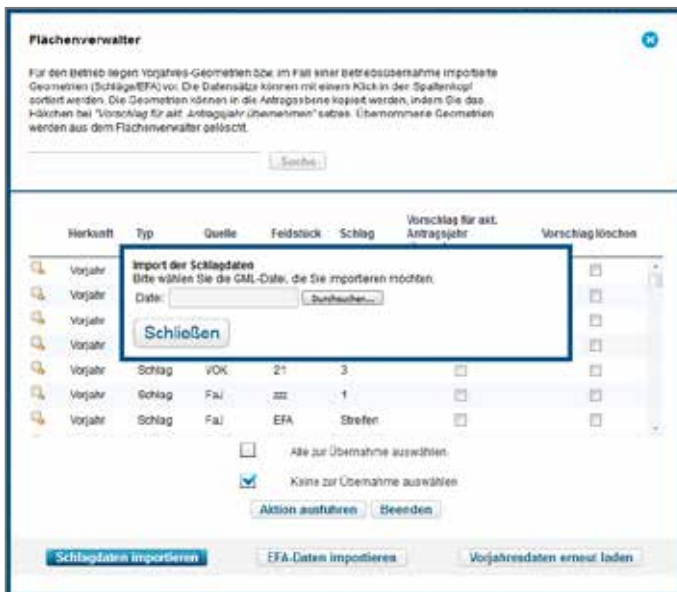 Flächenverwalter
Für den Betrieb liegen Vorjahres-Geometrien bzw. im Fall einer Betriebsübernahme importierte
Geometrien (Schläge/EFA) vor. Die Datensätze können mit einem Klick in der Spaltenkopf
sortiert werden. Die Geometrien können in die Antragsebene kopiert werden, indem Sie das
Häkchen bei "Vorschlag für akt. Antragsjahr übernehmen" setzen. Übernommene Geometrien
werden aus dem Flächenverwalter gelöscht.
Suche
Herkunft Typ Quelle Feldstück Schlag Vorschlag für akt. Antragsjahr Vorschlag löschen
Vorjahr
Vorjahr
Vorjahr
Vorjahr
Import der Schlagdaten
Bitte wählen Sie die GML-Datei, die Sie importieren möchten.
Datei: Durchsuchen...
Schließen
Vorjahr Schlag VOK 21 3
Vorjahr Schlag FaJ zzz 1
Vorjahr Schlag FaJ EFA Streifen
Alle zur Übernahme auswählen
Keine zur Übernahme auswählen
Aktion ausführen Beenden
Schlagdaten importieren EFA-Daten importieren Vorjahresdaten erneut laden